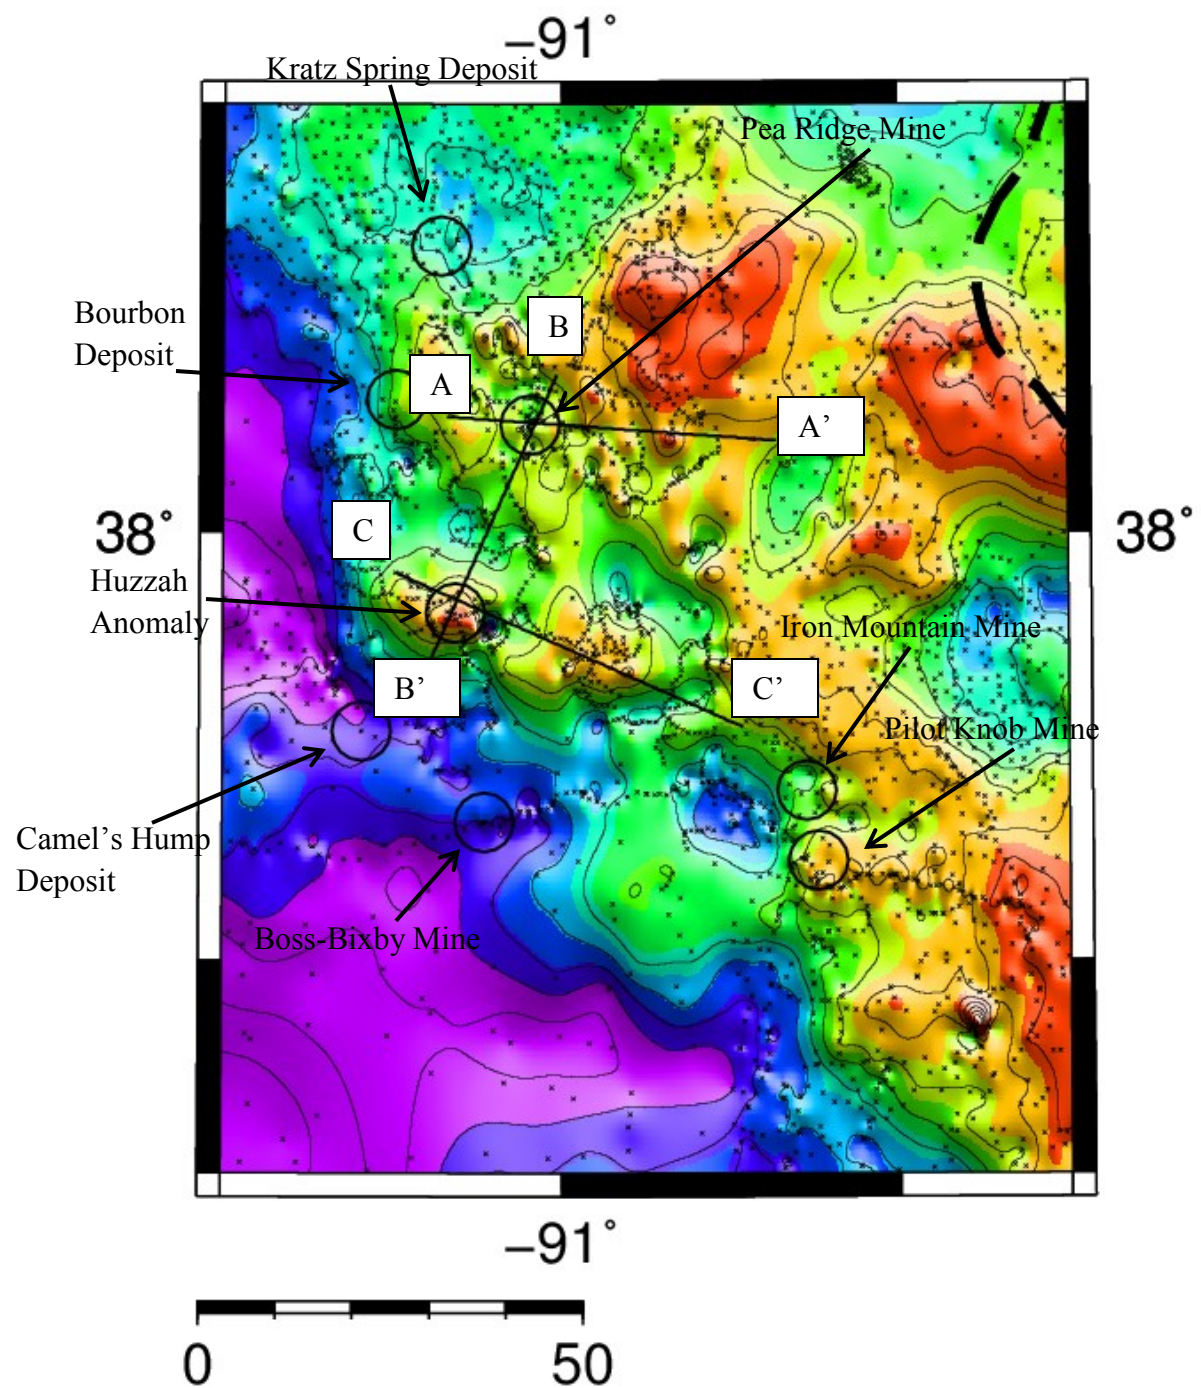 −91°
Kratz Spring Deposit
Pea Ridge Mine
Bourbon
Deposit
B
A
A’
C
38°
38°
Huzzah
Anomaly
Iron Mountain Mine
B’
C’
Pilot Knob Mine
Camel’s Hump
Deposit
Boss-Bixby Mine
−91°
0
50